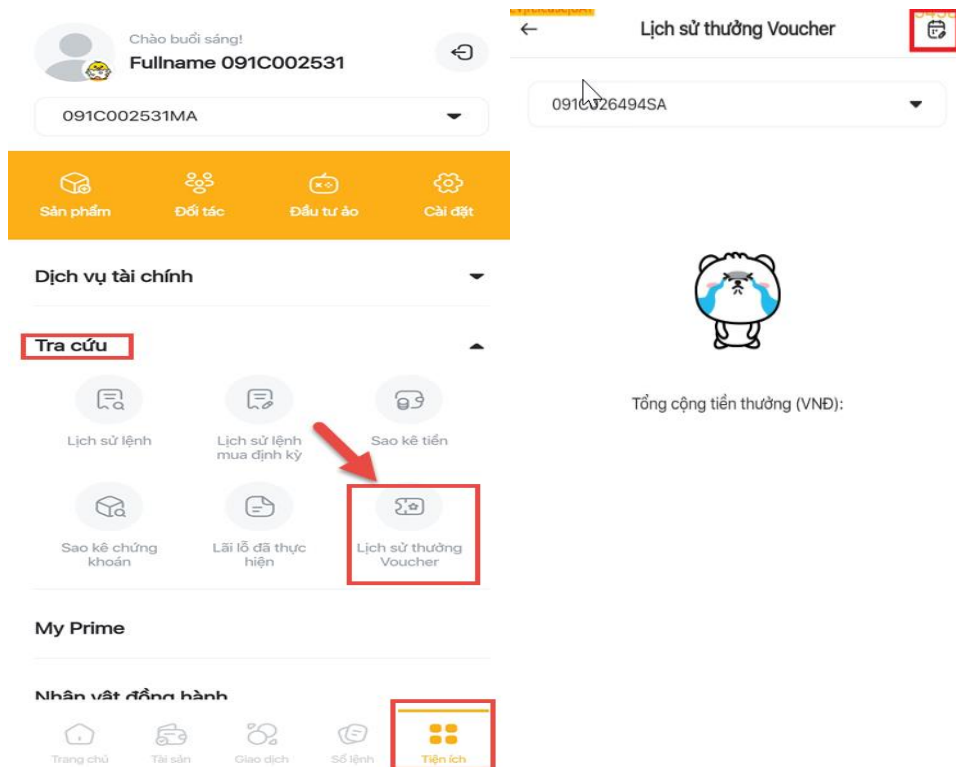 Chào buổi sáng!
Fullname 091C002531
091C002531MA
Sản phẩm
Đối tác
Đầu tư ảo
Cài đặt
Dịch vụ tài chính
Tra cứu
Lịch sử lệnh
Lịch sử lệnh
mua định kỳ
Sao kê tiền
Sao kê chứng
khoán
Lãi lỗ đã thực
hiện
Lịch sử thưởng
Voucher
My Prime
Nhân vật đồng hành
Trang chủ
Tài sản
Giao dịch
Sổ lệnh
Tiện ích
Lịch sử thưởng Voucher
Tổng cộng tiền thưởng (VNĐ):